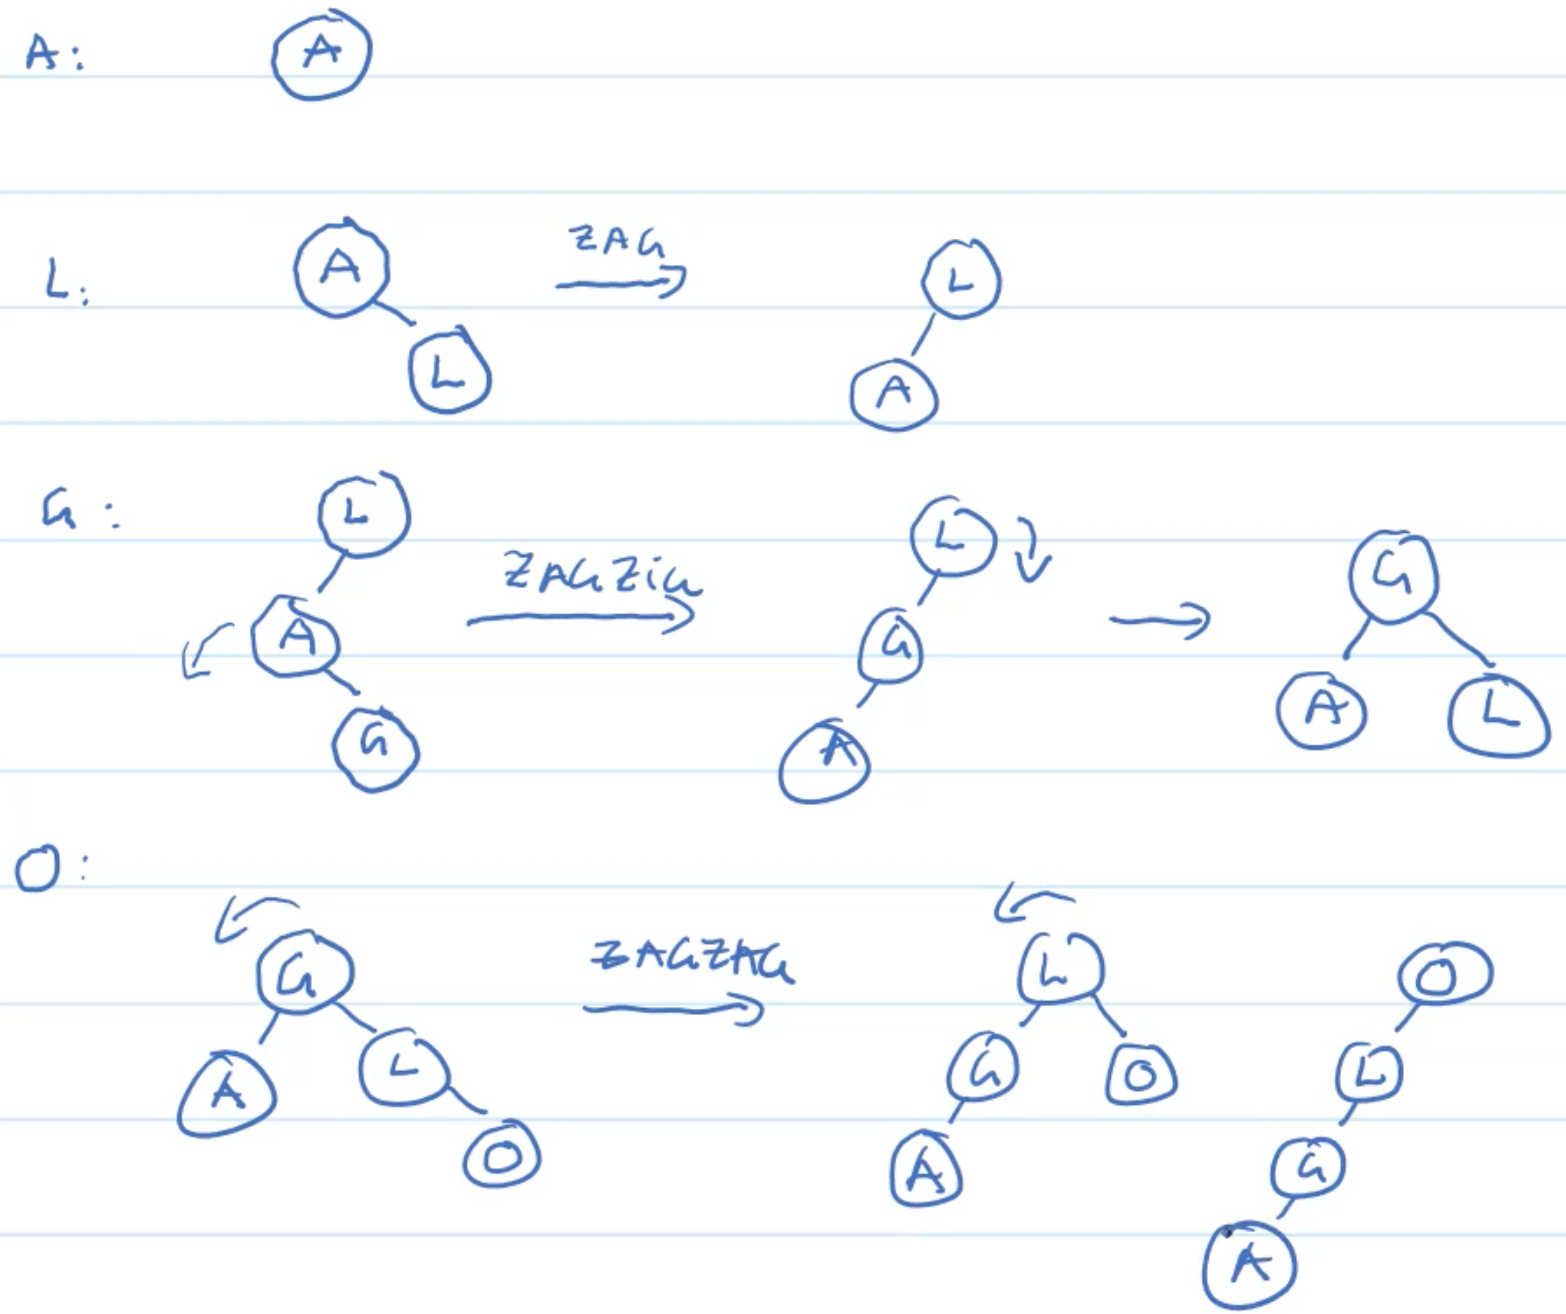 A: A
L: A ZAG L
L A
G: L ZAGZiG L G
A G A L
G A
O:
G ZAGZAG L O
A L G O L
O A G
A